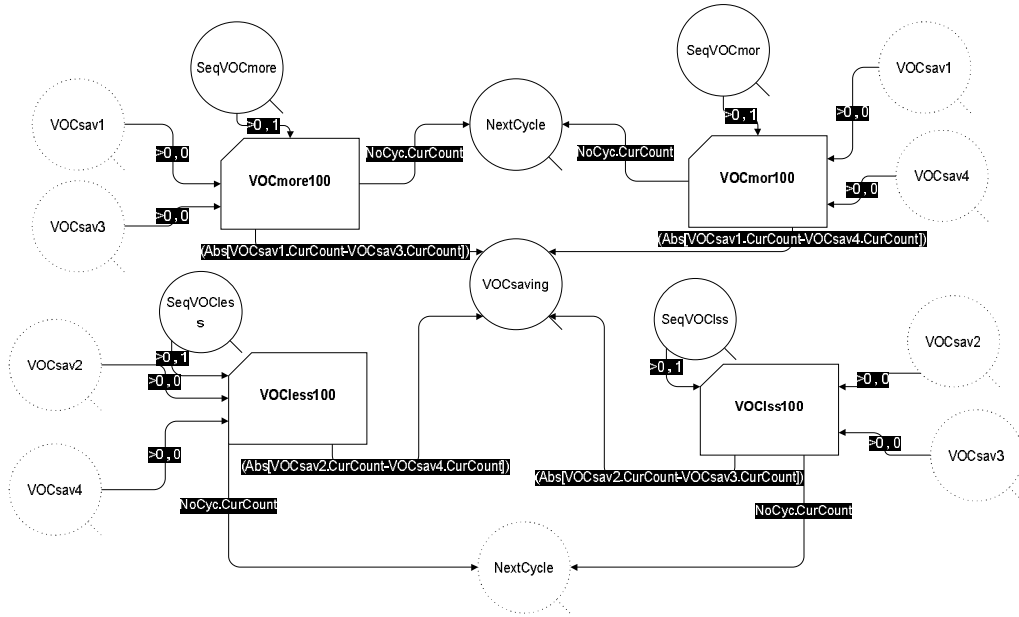 SeqVOCmore
SeqVOCmor
VOCsav1
VOCsav1
NextCycle
>0,1
>0,1
>0,0
>0,0
NoCyc.CurCount
NoCyc.CurCount
VOCmore100
VOCmor100
VOCsav4
>0,0
VOCsav3
>0,0
(Abs[VOCsav1.CurCount-VOCsav3.CurCount])
(Abs[VOCsav1.CurCount-VOCsav4.CurCount])
VOCsaving
SeqVOCles
s
SeqVOClss
VOCsav2
VOCsav2
>0,1
>0,0
>0,1
>0,0
VOCless100
VOClss100
>0,0
>0,0
VOCsav3
(Abs[VOCsav2.CurCount-VOCsav4.CurCount])
(Abs[VOCsav2.CurCount-VOCsav3.CurCount])
VOCsav4
NoCyc.CurCount
NoCyc.CurCount
NextCycle